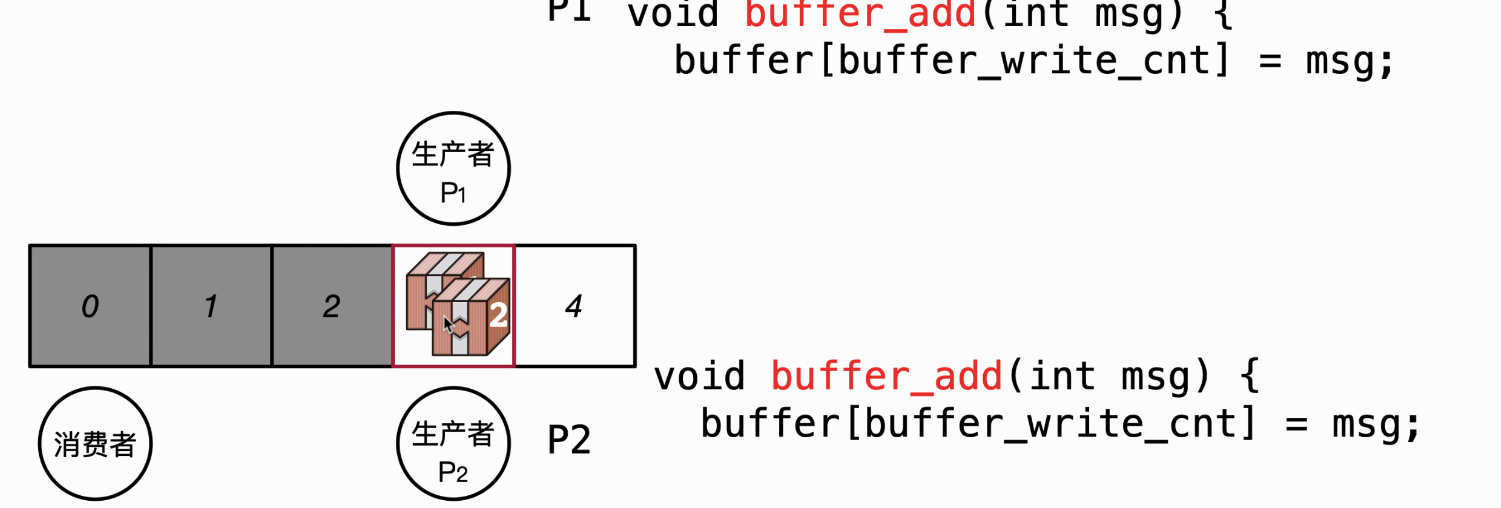 P1 void buffer_add(int msg) {
buffer[buffer_write_cnt] = msg;
生产者
P1
0 1 2 2 4
消费者
生产者
P2
P2
void buffer_add(int msg) {
buffer[buffer_write_cnt] = msg;